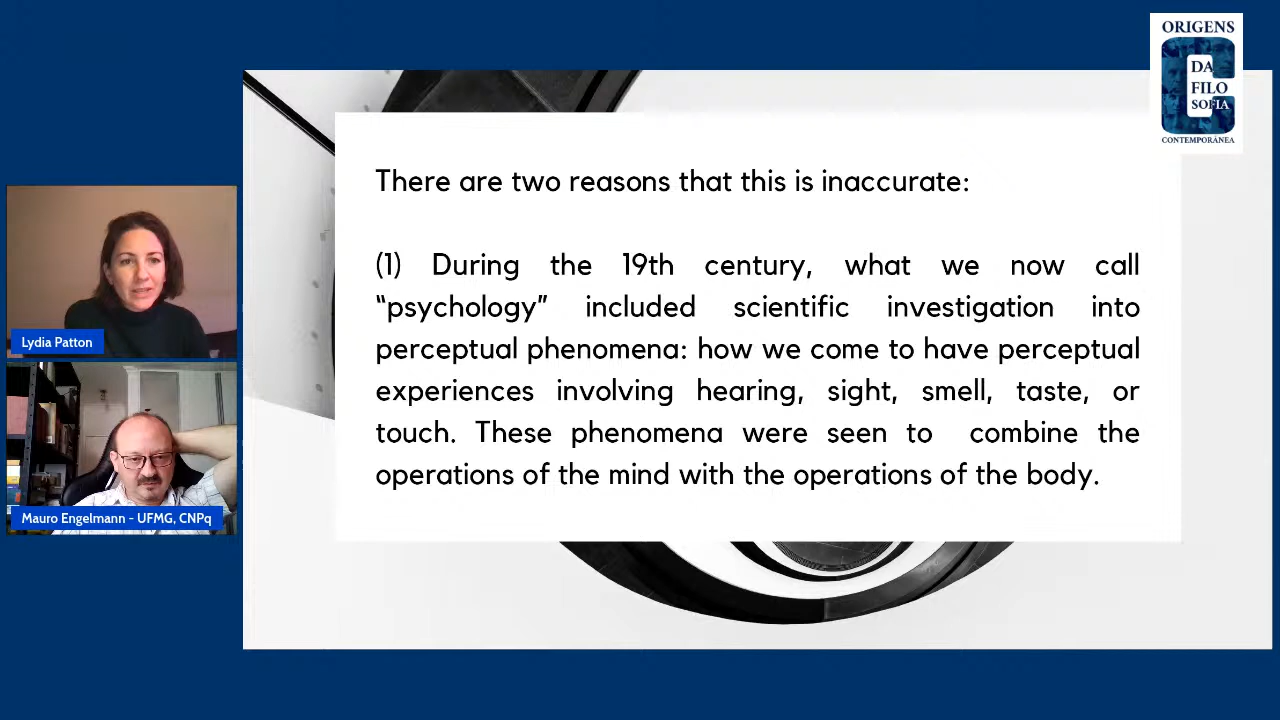 ORIGENS
DA
FILO
SOFIA
CONTEMPORÂNEA
There are two reasons that this is inaccurate:
(1) During the 19th century, what we now call
“psychology” included scientific investigation into
perceptual phenomena: how we come to have perceptual
experiences involving hearing, sight, smell, taste, or
touch. These phenomena were seen to combine the
operations of the mind with the operations of the body.
Lydia Patton
Mauro Engelmann - UFMG, CNPq